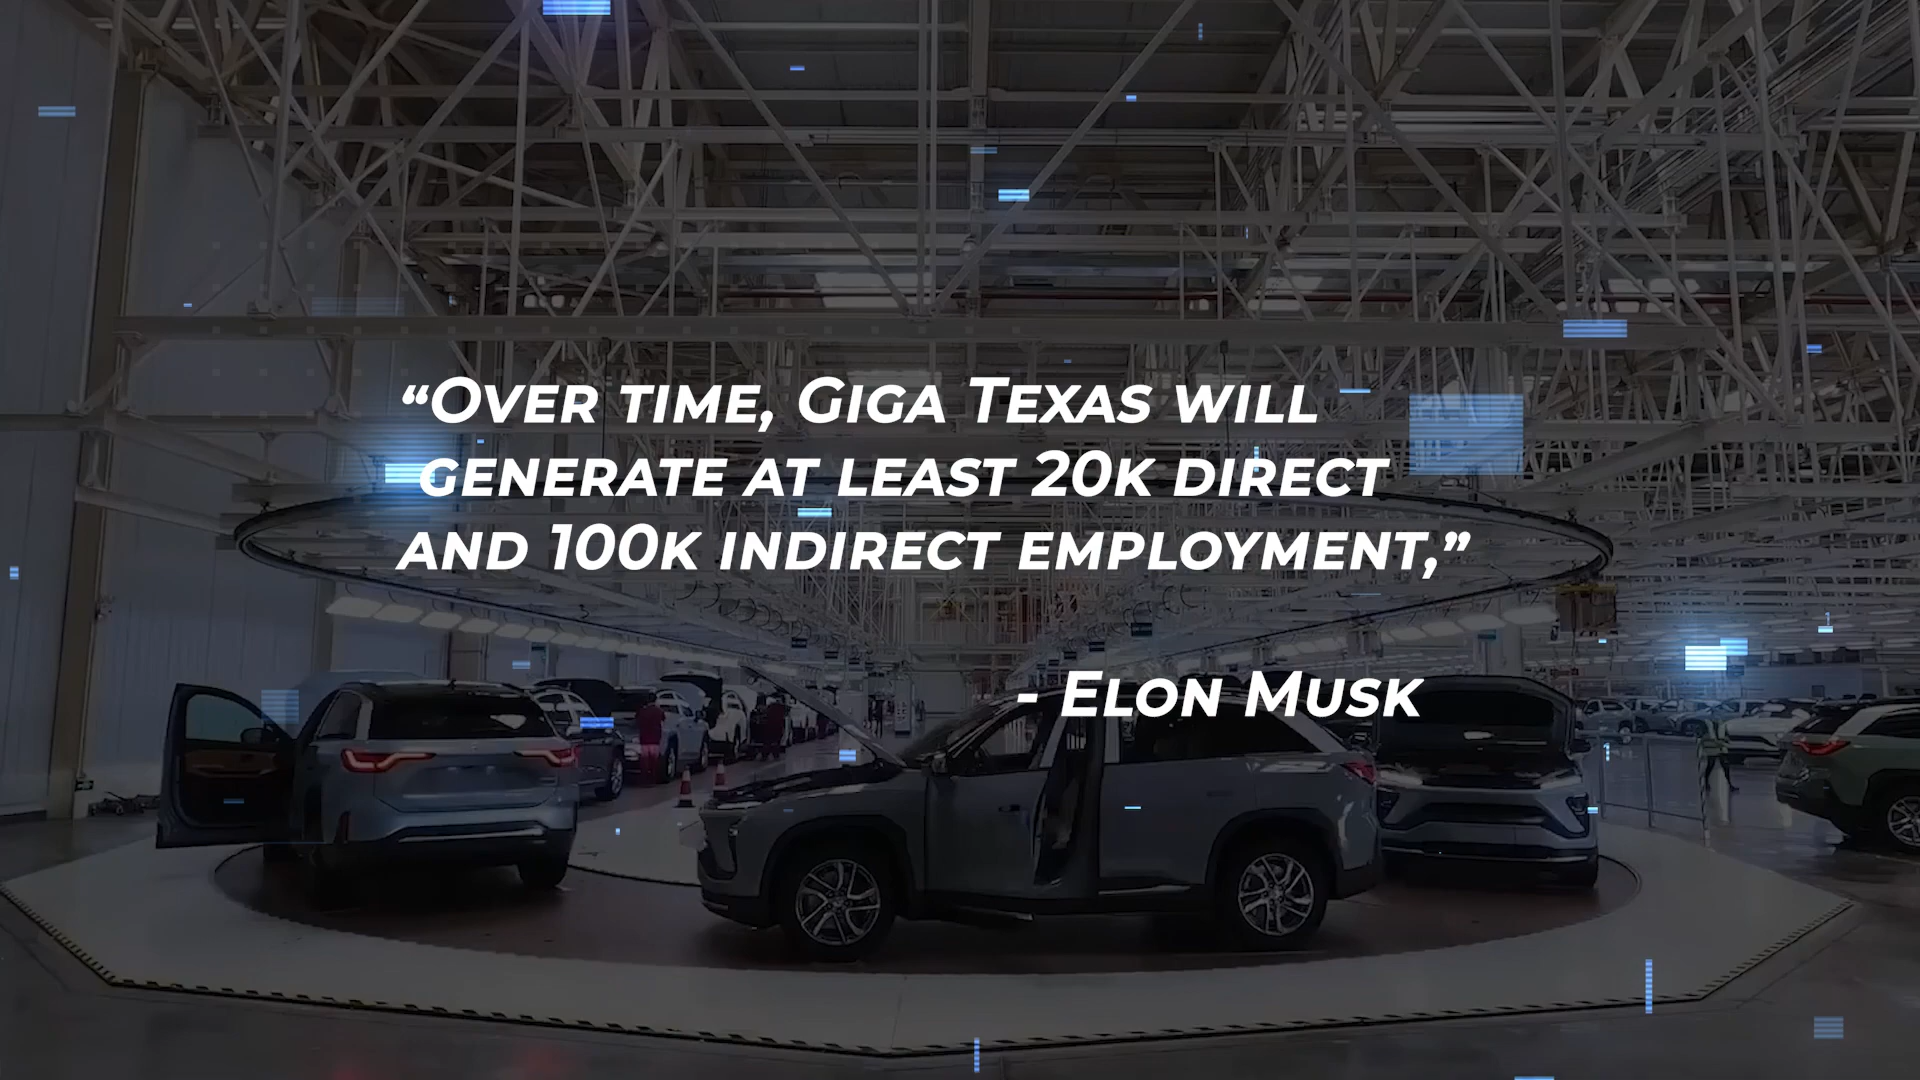 “Over time, Giga Texas will
generate at least 20k direct
and 100k indirect employment,”
- Elon Musk